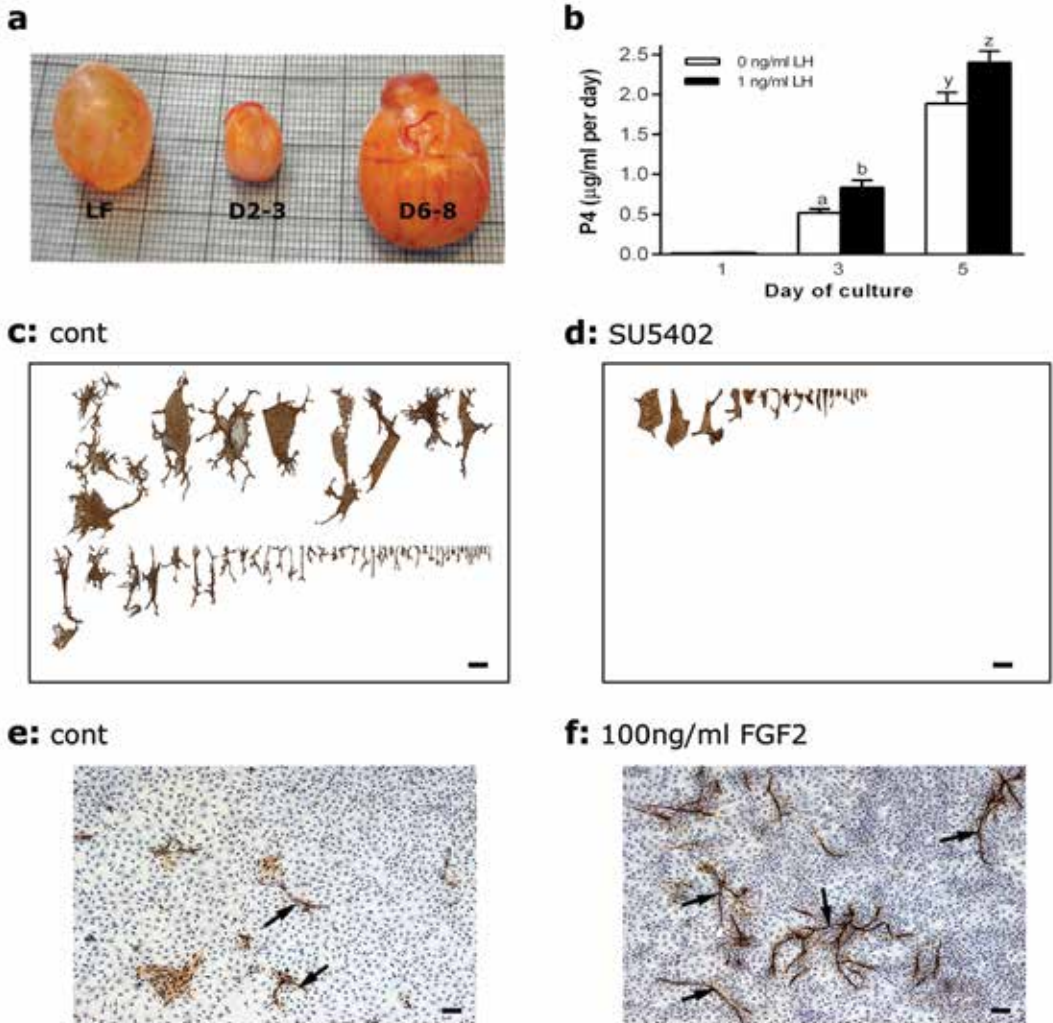 a
LF
D2-3
D6-8
b
P4 (µg/ml per day)
2.5
2.0
1.5
1.0
0.5
0.0
0 ng/ml LH
1 ng/ml LH
a
b
y
z
1 3 5
Day of culture
c: cont
d: SU5402
e: cont
f: 100ng/ml FGF2